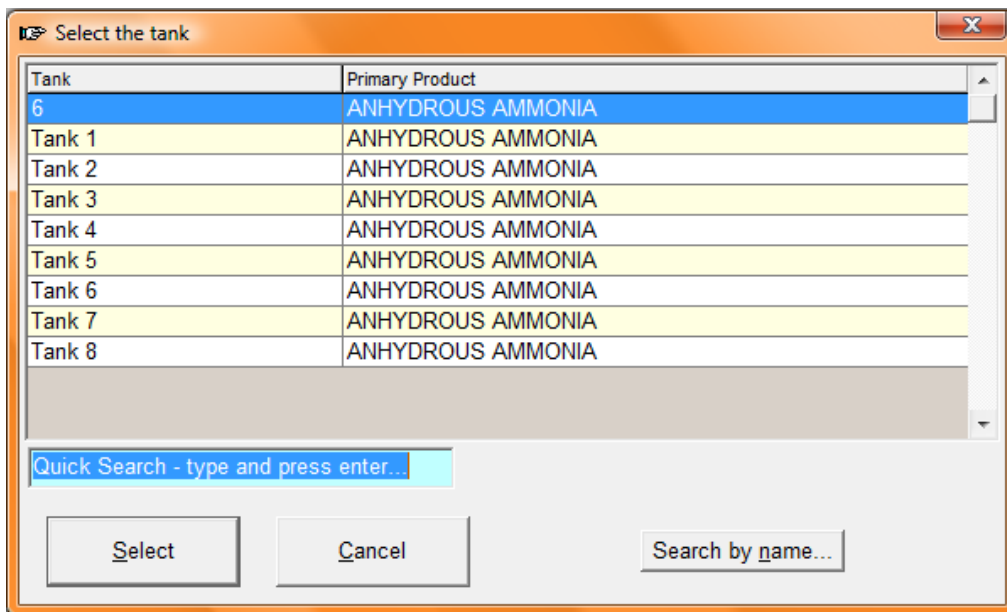 Select the tank
Tank Primary Product
6 ANHYDROUS AMMONIA
Tank 1 ANHYDROUS AMMONIA
Tank 2 ANHYDROUS AMMONIA
Tank 3 ANHYDROUS AMMONIA
Tank 4 ANHYDROUS AMMONIA
Tank 5 ANHYDROUS AMMONIA
Tank 6 ANHYDROUS AMMONIA
Tank 7 ANHYDROUS AMMONIA
Tank 8 ANHYDROUS AMMONIA
Quick Search - type and press enter...
Select Cancel Search by name...